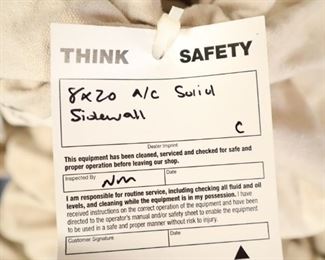 THINK SAFETY
8x20 A/C Solid
Sidewall
C
Dealer Imprint
This equipment has been cleaned, serviced and checked for safe and
proper operation before leaving our shop.
Inspected By Nm Date
I am responsible for routine service, including checking all fluid and oil
levels, and cleaning while the equipment is in my possession. I have
received instructions on the correct operation of the equipment and have been
directed to the operator's manual and/or safety sheet to enable the equipment
to be used in a safe and proper manner without risk to myself.
Customer Signature Date